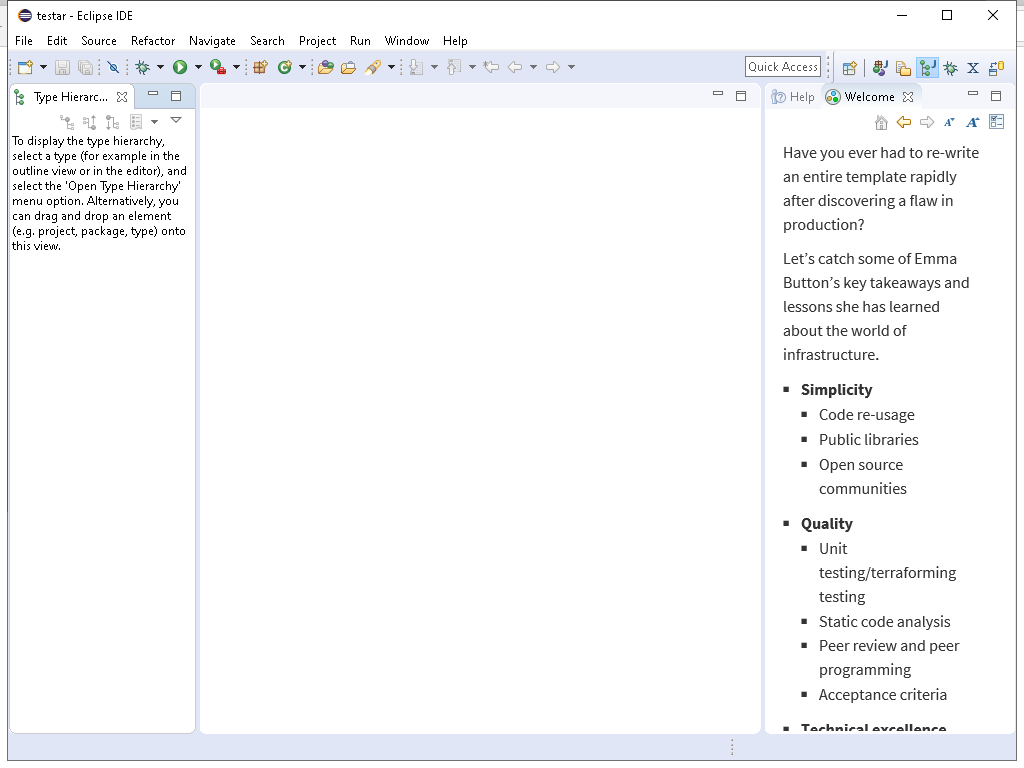 testar - Eclipse IDE
File Edit Source Refactor Navigate Search Project Run Window Help
Quick Access
Type Hierarc...
To display the type hierarchy,
select a type (for example in the
outline view or in the editor), and
select the 'Open Type Hierarchy'
menu option. Alternatively, you
can drag and drop an element
(e.g. project, package, type) onto
this view.
Help Welcome
Have you ever had to re-write
an entire template rapidly
after discovering a flaw in
production?
Let’s catch some of Emma
Button’s key takeaways and
lessons she has learned
about the world of
infrastructure.
Simplicity
Code re-usage
Public libraries
Open source
communities
Quality
Unit
testing/terraforming
testing
Static code analysis
Peer review and peer
programming
Acceptance criteria
Technical excellence